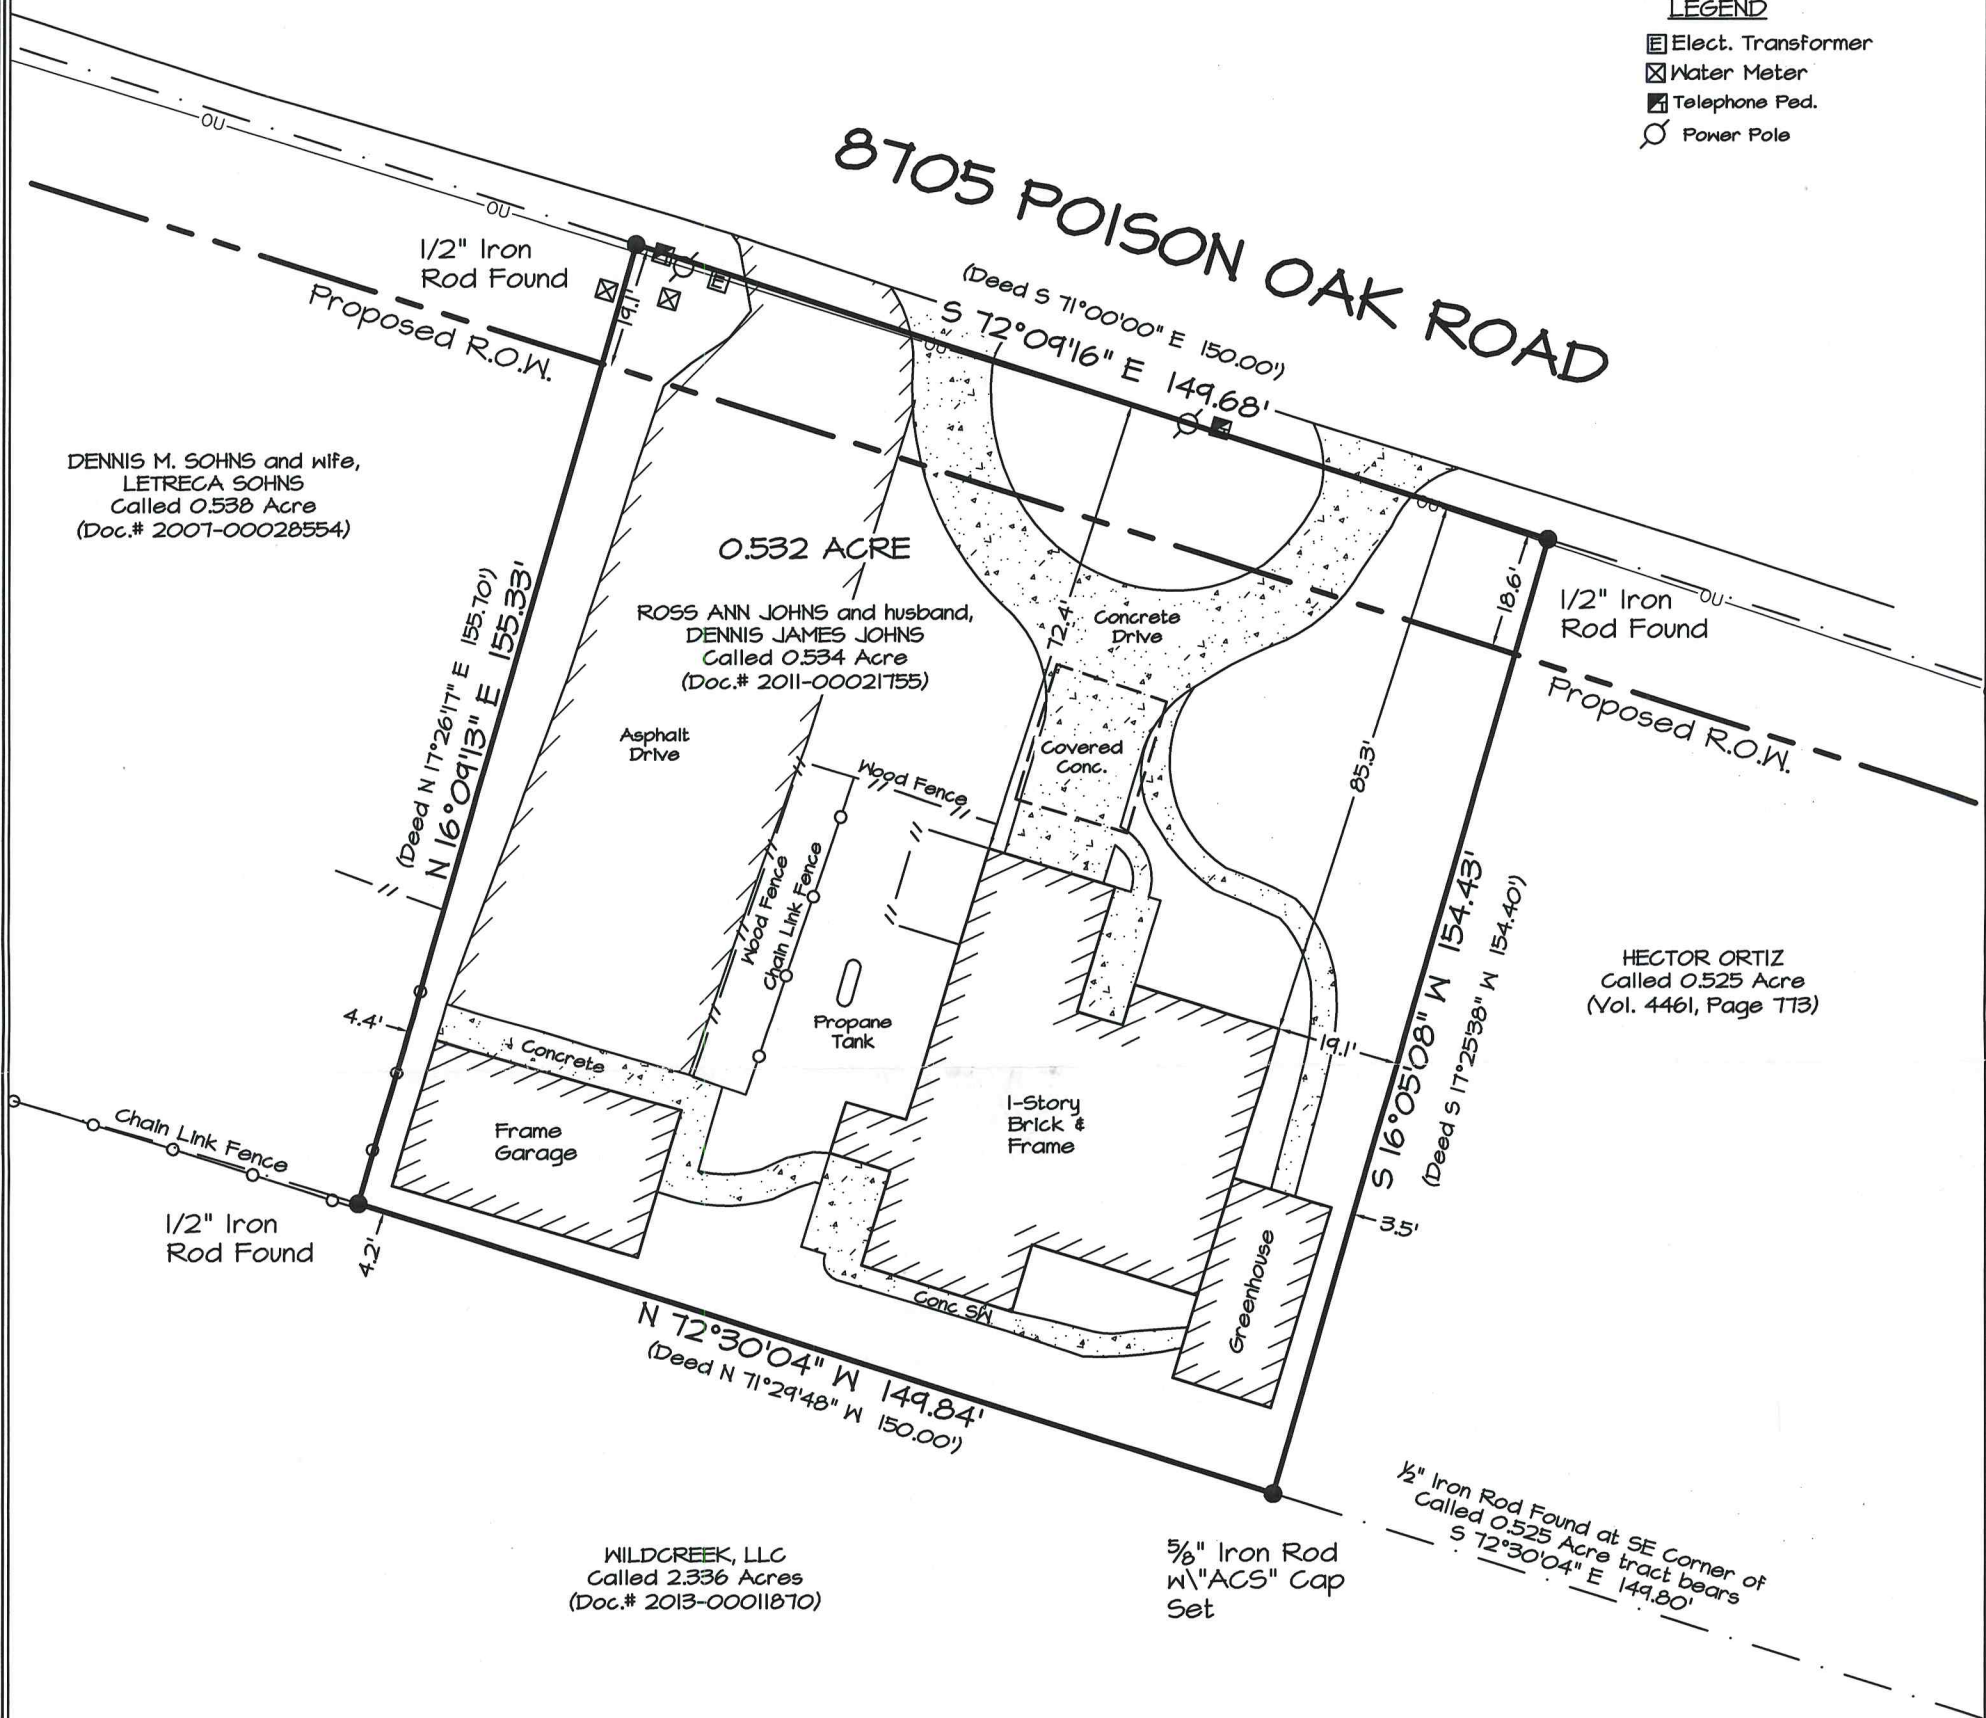 LEGEND
E Elect. Transformer
Water Meter
Telephone Ped.
Power Pole
8705 POISON OAK ROAD
(Deed S 71°00'00" E 150.00')
S 72°09'16" E 149.68'
OU
OU
OU
OU
OU
1/2" Iron
Rod Found
E
19.1'
Proposed R.O.W.
DENNIS M. SOHNS and wife,
LETRECA SOHNS
Called 0.538 Acre
(Doc.# 2007-00028554)
0.532 ACRE
ROSS ANN JOHNS and husband,
DENNIS JAMES JOHNS
Called 0.534 Acre
(Doc.# 2011-00021755)
72.4'
Concrete
Drive
18.6'
1/2" Iron
Rod Found
Proposed R.O.W.
(Deed N 17°26'17" E 155.70')
N 16°09'13" E 155.33'
Asphalt
Drive
Covered
Conc.
85.3'
Wood Fence
Wood Fence
Chain Link Fence
Propane
Tank
S 16°05'08" W 154.43'
(Deed S 17°25'38" W 154.40')
HECTOR ORTIZ
Called 0.525 Acre
(Vol. 4461, Page 773)
4.4'
Concrete
19.1'
Chain Link Fence
Frame
Garage
1-Story
Brick &
Frame
3.5'
1/2" Iron
Rod Found
4.2'
Greenhouse
Conc SW
N 72°30'04" W 149.84'
(Deed N 71°29'48" W 150.00')
½" Iron Rod Found at SE Corner of
Called 0.525 Acre tract bears
S 72°30'04" E 149.80'
WILDCREEK, LLC
Called 2.336 Acres
(Doc.# 2013-00011870)
⅝" Iron Rod
w\"ACS" Cap
Set